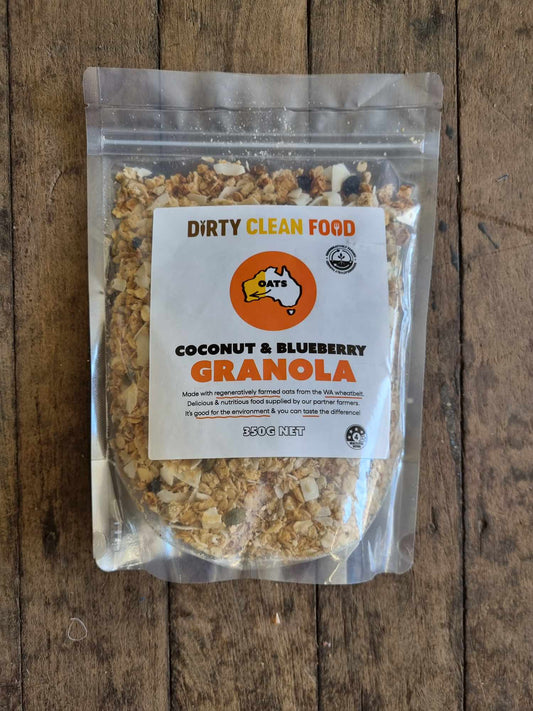 DIRTY CLEAN FOOD
OATS
COCONUT & BLUEBERRY
GRANOLA
Made with regeneratively farmed oats from the WA wheatbelt.
Delicious & nutritious food supplied by our partner farmers.
It's good for the environment & you can taste the difference!
350G NET
4